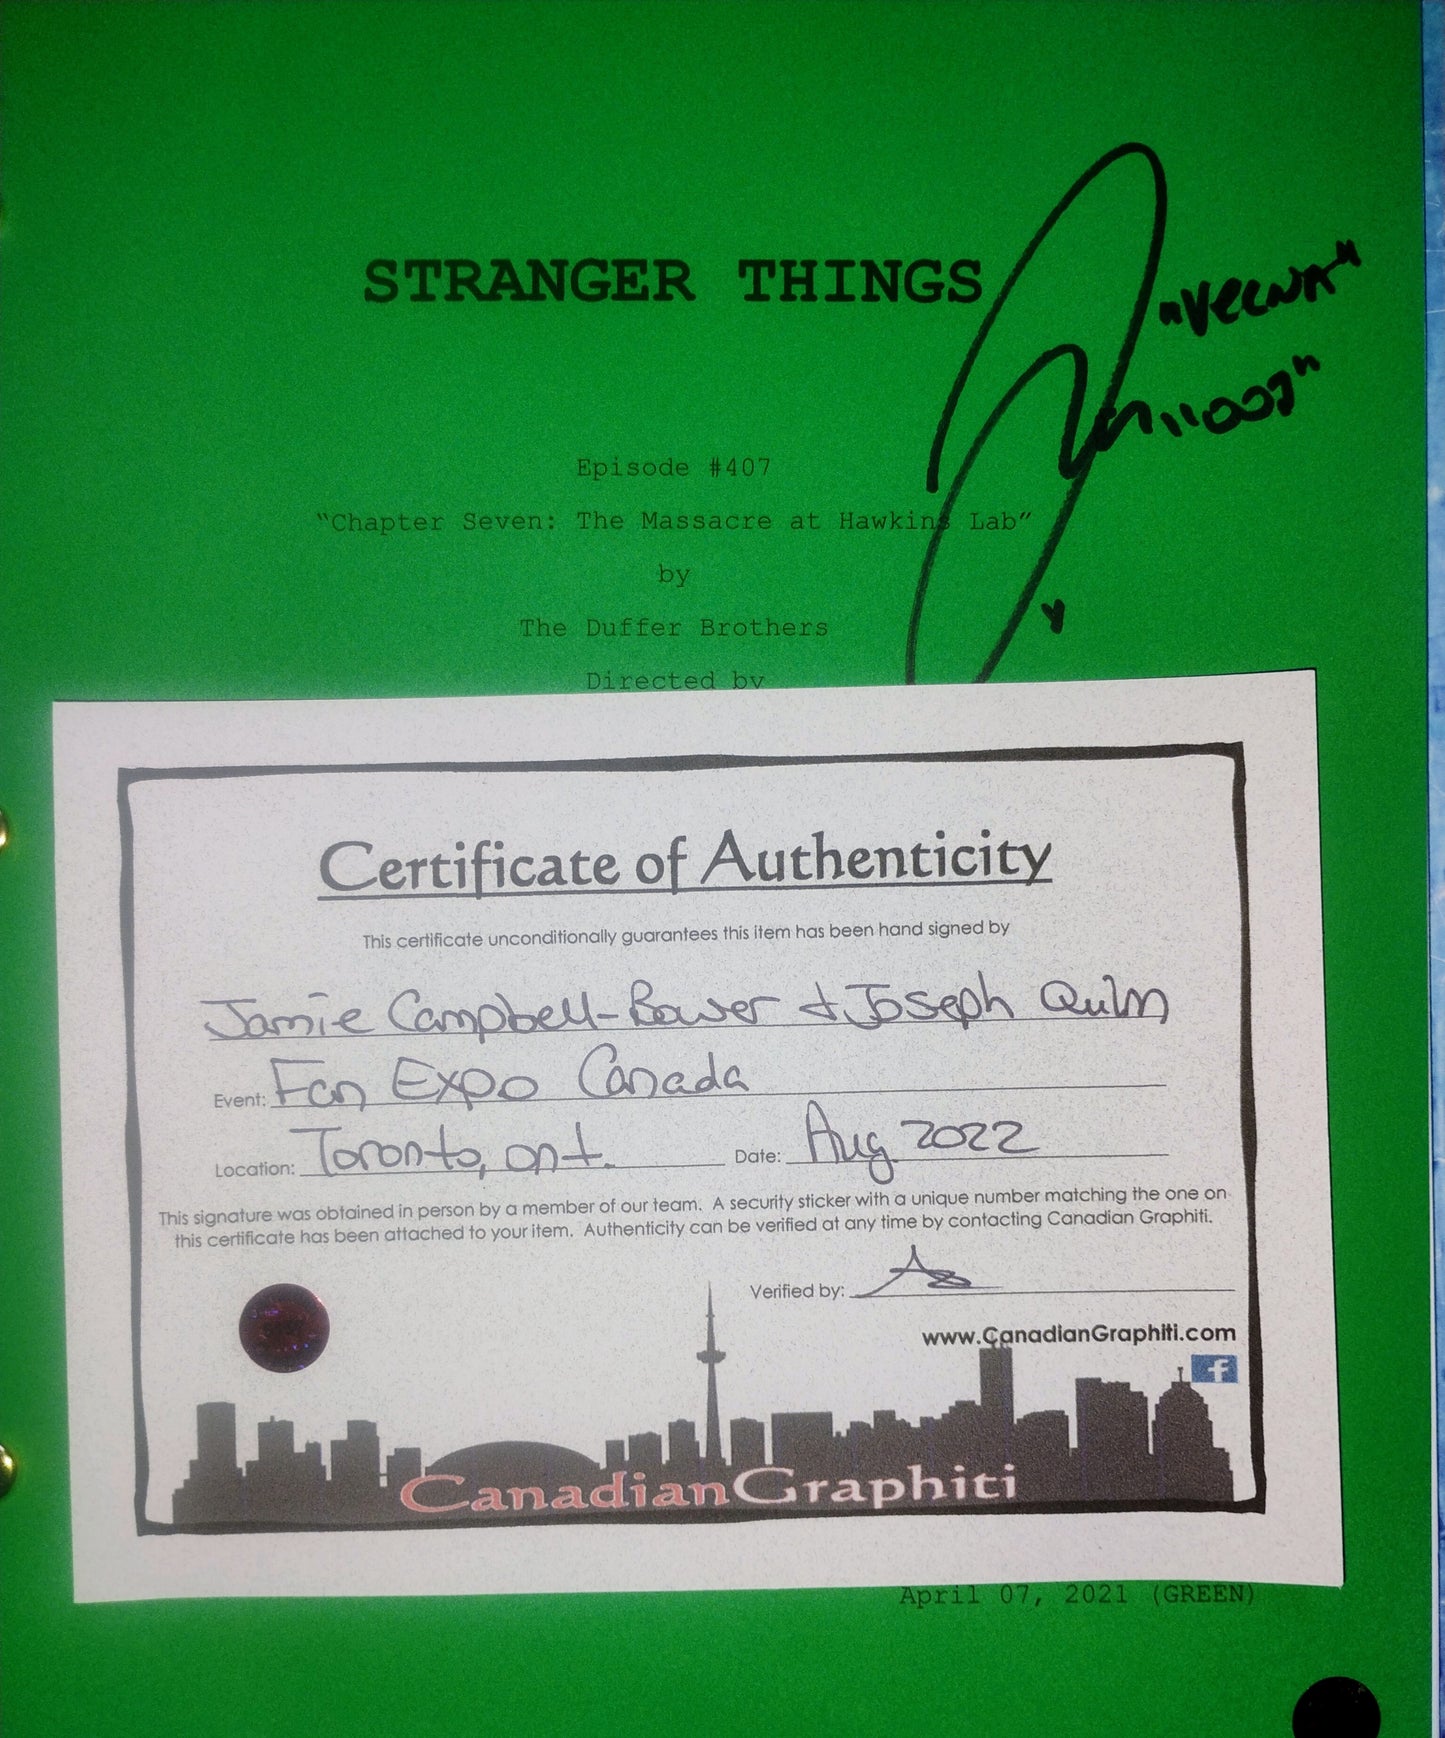 STRANGER THINGS
"VECNA"
"001"
Episode #407
"Chapter Seven: The Massacre at Hawkins Lab"
by
The Duffer Brothers
Directed by
Certificate of Authenticity
This certificate unconditionally guarantees this item has been hand signed by
Jamie Campbell-Bower + Joseph Quinn
Event: Fan Expo Canada
Location: Toronto, ont. Date: Aug 2022
This signature was obtained in person by a member of our team. A security sticker with a unique number matching the one on
this certificate has been attached to your item. Authenticity can be verified at any time by contacting Canadian Graphiti.
Verified by:
www.CanadianGraphiti.com
f
CanadianGraphiti
April 07, 2021 (GREEN)